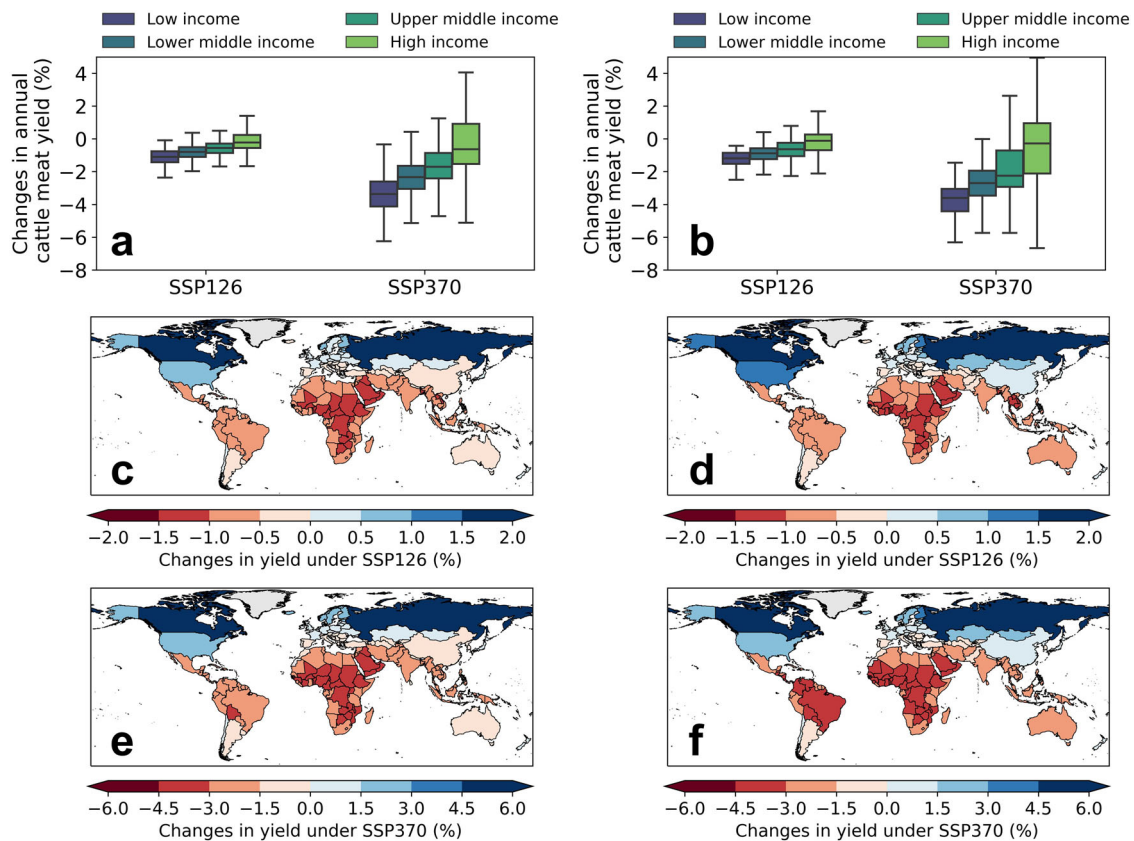 Low income
Upper middle income
Lower middle income
High income
Low income
Upper middle income
Lower middle income
High income
Changes in annual
cattle meat yield (%)
4
2
0
−2
−4
−6
−8
a
SSP126
SSP370
Changes in annual
cattle meat yield (%)
4
2
0
−2
−4
−6
−8
b
SSP126
SSP370
c
−2.0 −1.5 −1.0 −0.5 0.0 0.5 1.0 1.5 2.0
Changes in yield under SSP126 (%)
d
−2.0 −1.5 −1.0 −0.5 0.0 0.5 1.0 1.5 2.0
Changes in yield under SSP126 (%)
e
−6.0 −4.5 −3.0 −1.5 0.0 1.5 3.0 4.5 6.0
Changes in yield under SSP370 (%)
f
−6.0 −4.5 −3.0 −1.5 0.0 1.5 3.0 4.5 6.0
Changes in yield under SSP370 (%)